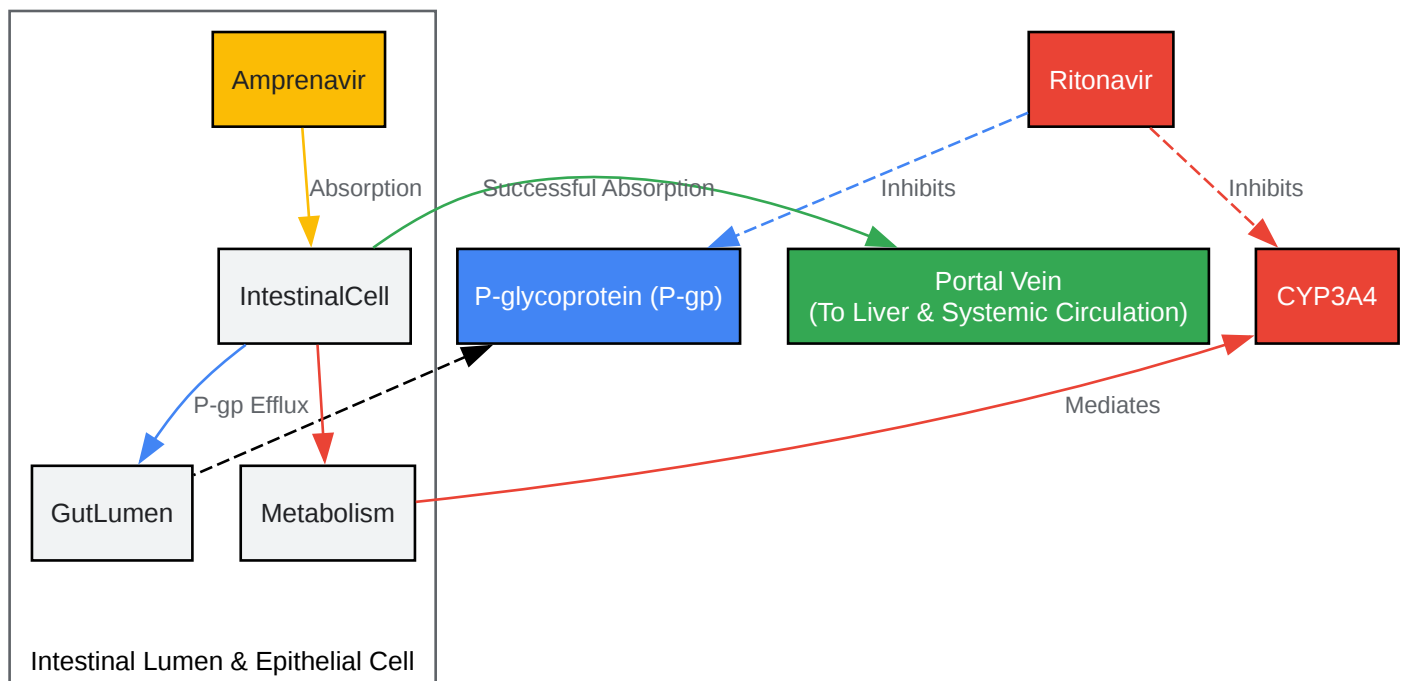 Amprenavir
Ritonavir
Absorption
Successful Absorption
Inhibits
Inhibits
IntestinalCell
P-glycoprotein (P-gp)
Portal Vein
(To Liver & Systemic Circulation)
CYP3A4
P-gp Efflux
Mediates
GutLumen
Metabolism
Intestinal Lumen & Epithelial Cell